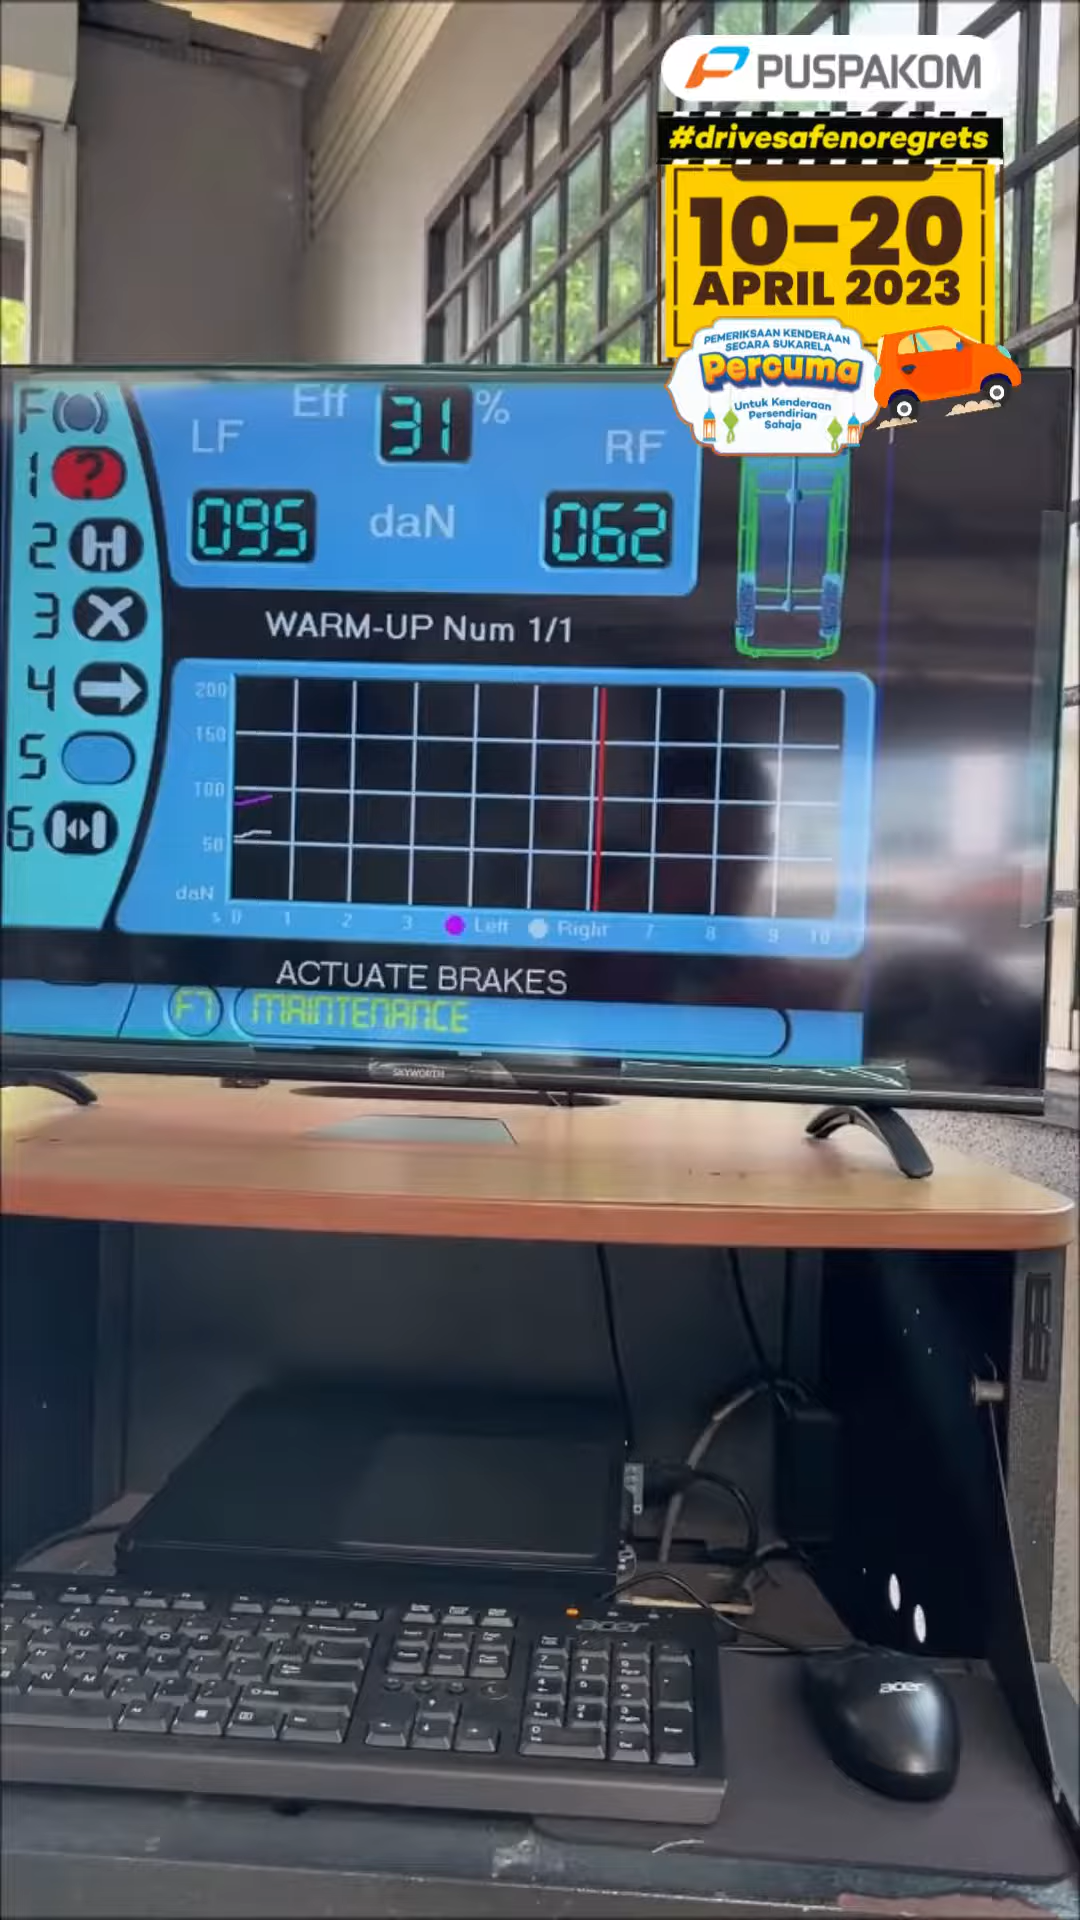 PUSPAKOM
#drivesafenoregrets
10-20
APRIL 2023
PEMERIKSAAN KENDERAAN
SECARA SUKARELA
Percuma
Untuk Kenderaan
Persendirian
Sahaja
F
Eff 31 %
LF
RF
1 ?
095 daN 062
2
3
WARM-UP Num 1/1
4
200
5
150
6
100
50
daN
s 0 1 2 3 Left Right 7 8 9 10
ACTUATE BRAKES
F7 MAINTENANCE
SKYWORTH
acer
acer